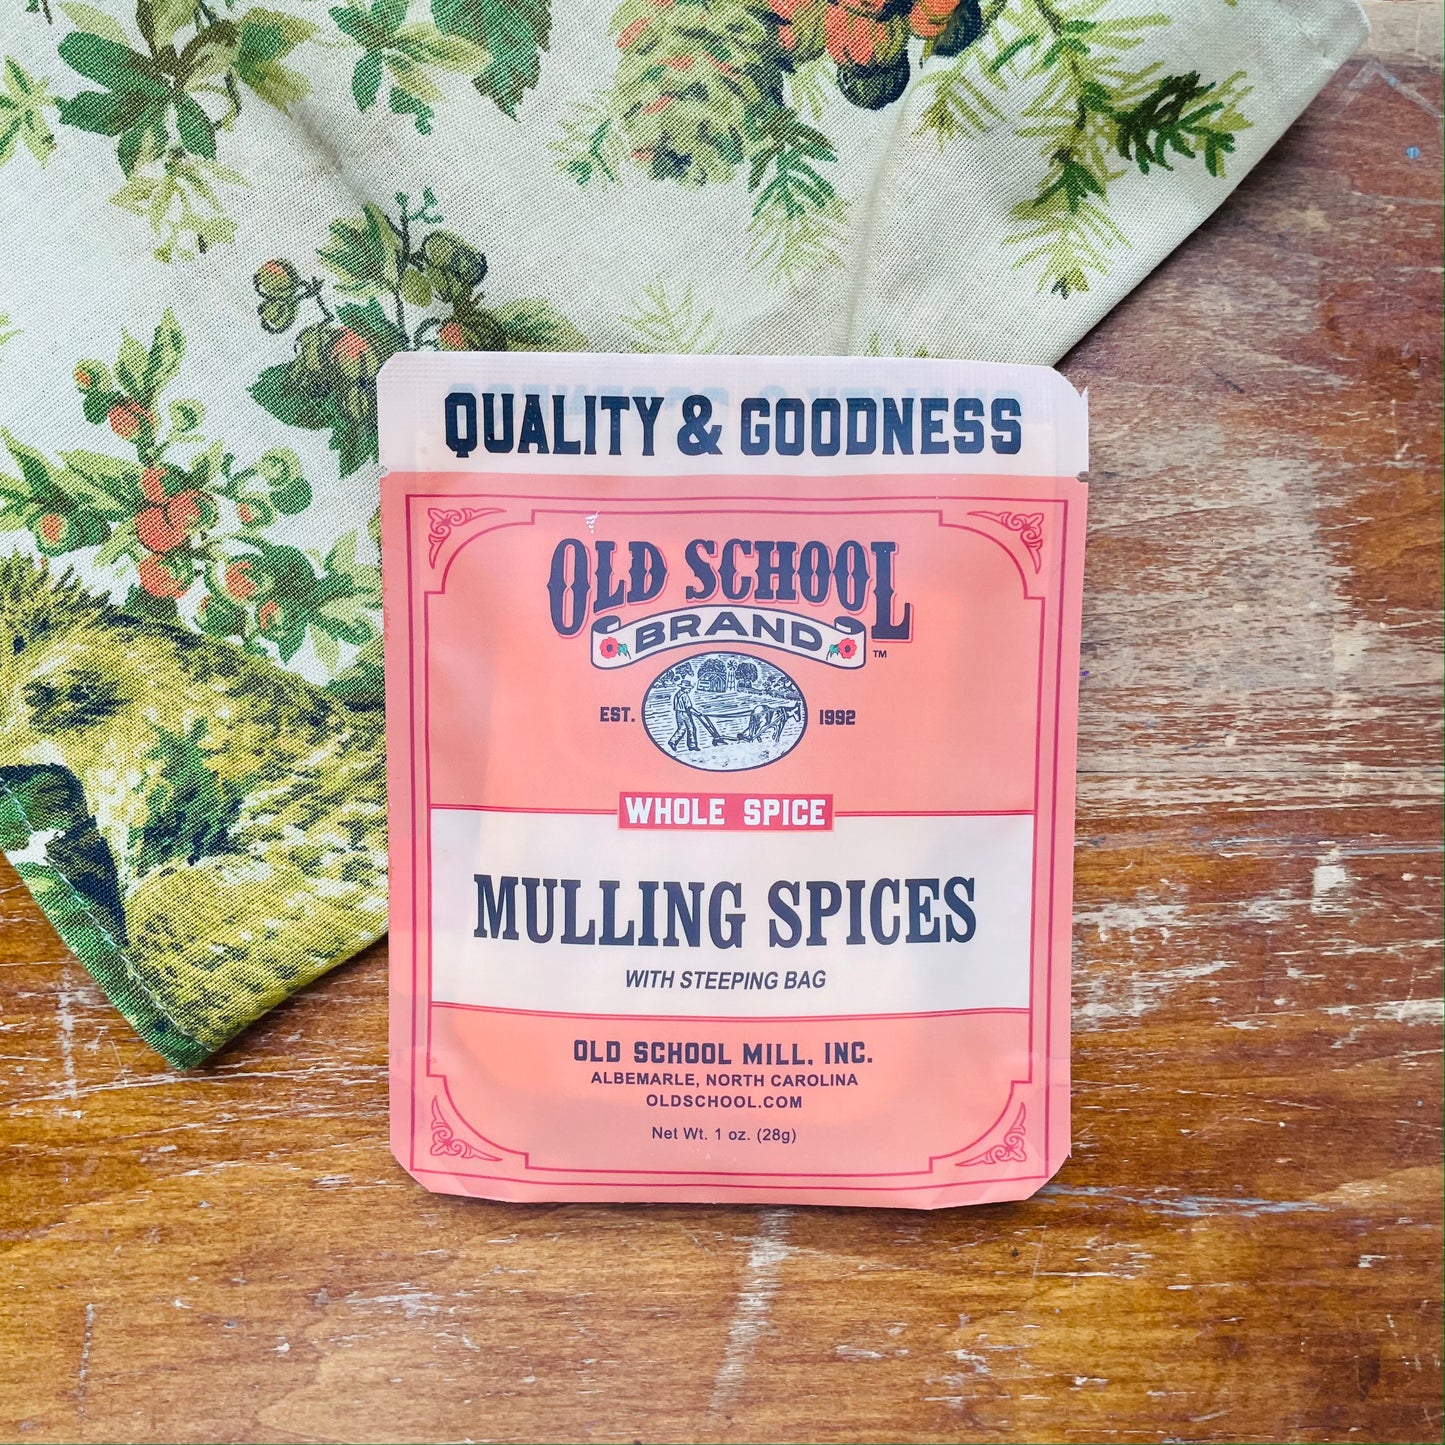 QUALITY & GOODNESS
OLD SCHOOL
BRAND
™
EST. 1992
WHOLE SPICE
MULLING SPICES
WITH STEEPING BAG
OLD SCHOOL MILL, INC.
ALBEMARLE, NORTH CAROLINA
OLDSCHOOL.COM
Net Wt. 1 oz. (28g)